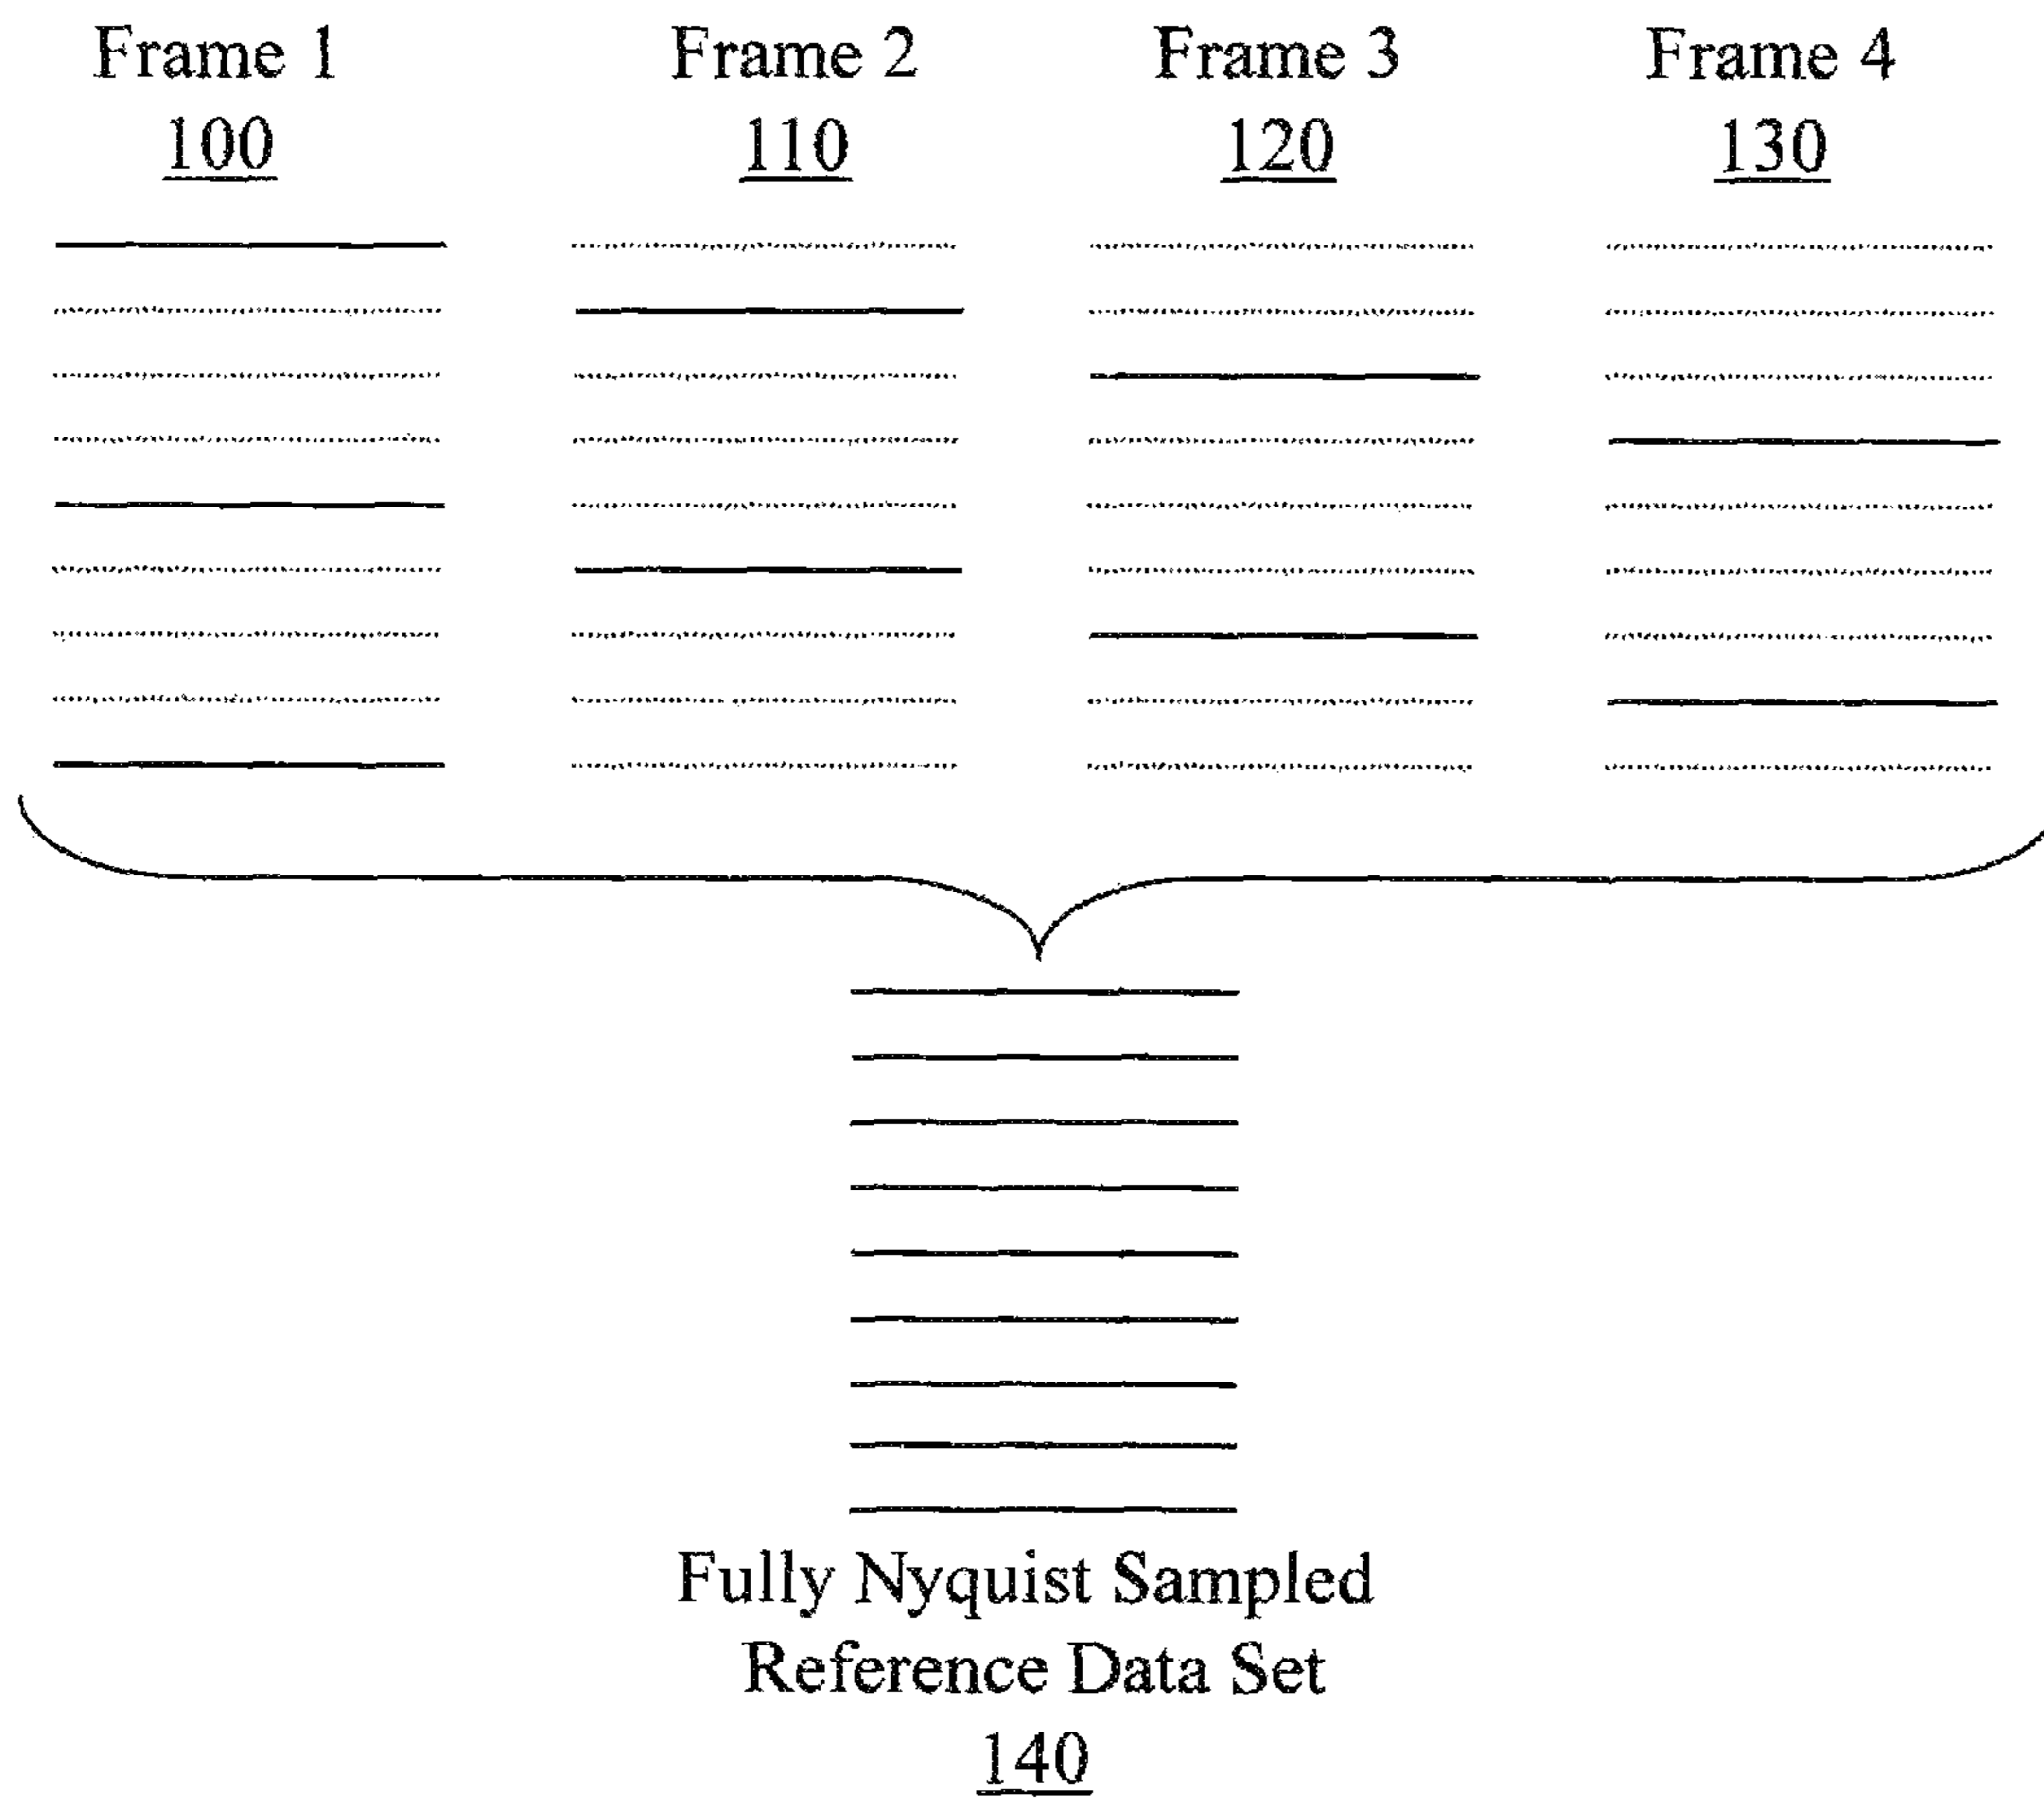 Frame 1 Frame 2 Frame 3 Frame 4
100 110 120 130
Fully Nyquist Sampled
Reference Data Set
140